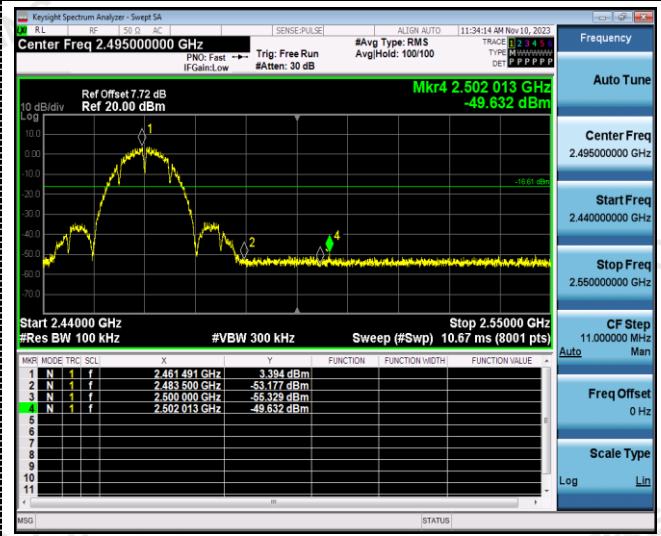 Keysight Spectrum Analyzer - Swept SA
RL RF 50 Ω AC SENSE:PULSE ALIGN AUTO 11:34:14 AM Nov 10, 2023
Center Freq 2.495000000 GHz
PNO: Fast
IFGain:Low
Trig: Free Run
#Atten: 30 dB
#Avg Type: RMS
Avg|Hold: 100/100
TRACE 1 2 3 4 5 6
TYPE M WWWWW
DET P P P P P P
Ref Offset 7.72 dB
10 dB/div Ref 20.00 dBm
Log
Mkr4 2.502 013 GHz
-49.632 dBm
10.0
0.00
-10.0
-20.0
-30.0
-40.0
-50.0
-60.0
-70.0
1
2
4
-16.61 dBm
Start 2.44000 GHz Stop 2.55000 GHz
#Res BW 100 kHz #VBW 300 kHz Sweep (#Swp) 10.67 ms (8001 pts)
MKR MODE TRC SCL X Y FUNCTION FUNCTION WIDTH FUNCTION VALUE
1 N 1 f 2.461 491 GHz 3.394 dBm
2 N 1 f 2.483 500 GHz -53.177 dBm
3 N 1 f 2.500 000 GHz -55.329 dBm
4 N 1 f 2.502 013 GHz -49.632 dBm
5
6
7
8
9
10
11
MSG STATUS
Frequency
Auto Tune
Center Freq
2.495000000 GHz
Start Freq
2.440000000 GHz
Stop Freq
2.550000000 GHz
CF Step
11.000000 MHz
Auto Man
Freq Offset
0 Hz
Scale Type
Log Lin